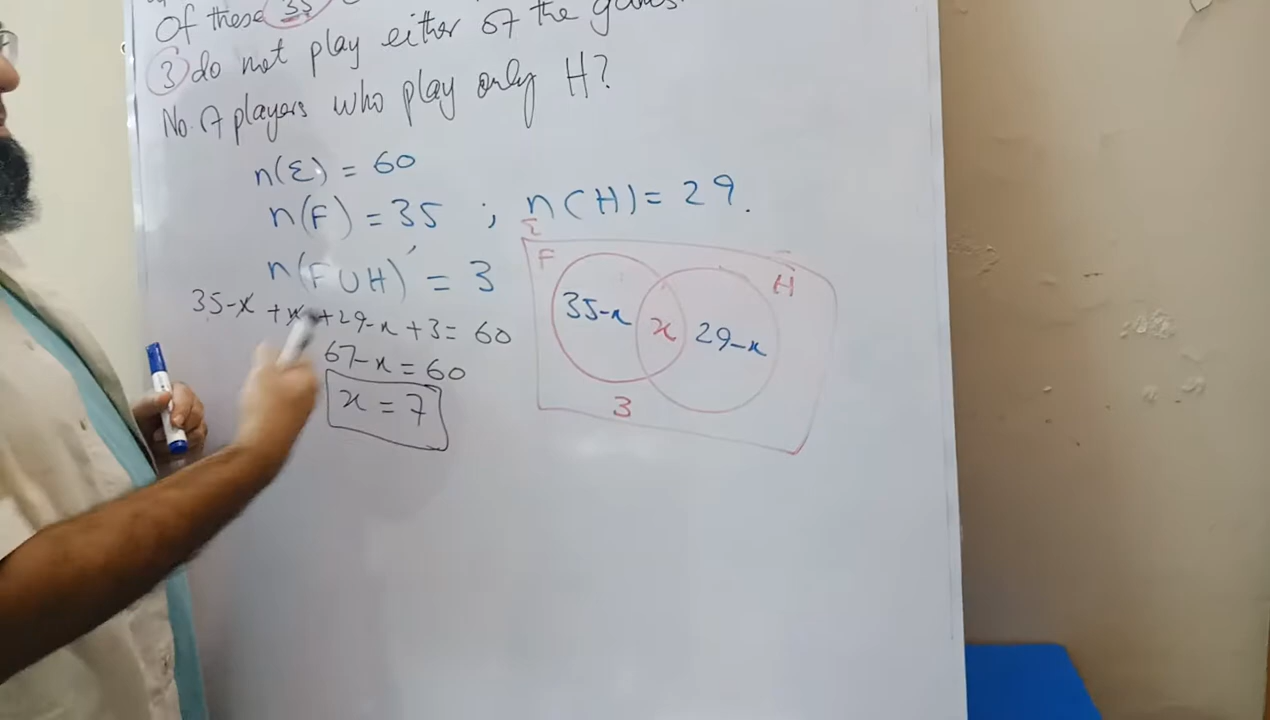 Of these 35
3 do not play either of the games.
No. of players who play only H?
n(Ɛ) = 60
n(F) = 35 ; n(H) = 29.
n(F∪H)′ = 3
35-x +x +29-x +3 = 60
67-x = 60
x = 7
Ɛ
F
H
35-x
x
29-x
3